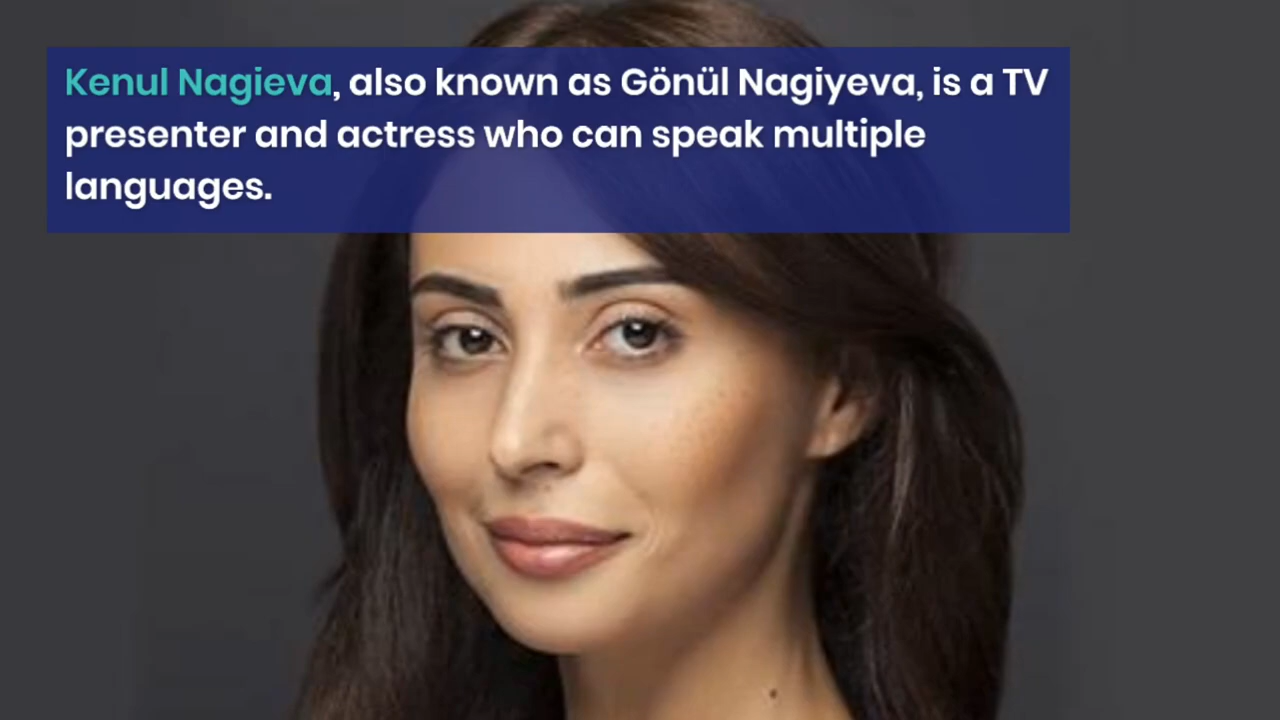 Kenul Nagieva, also known as Gönül Nagiyeva, is a TV
presenter and actress who can speak multiple
languages.